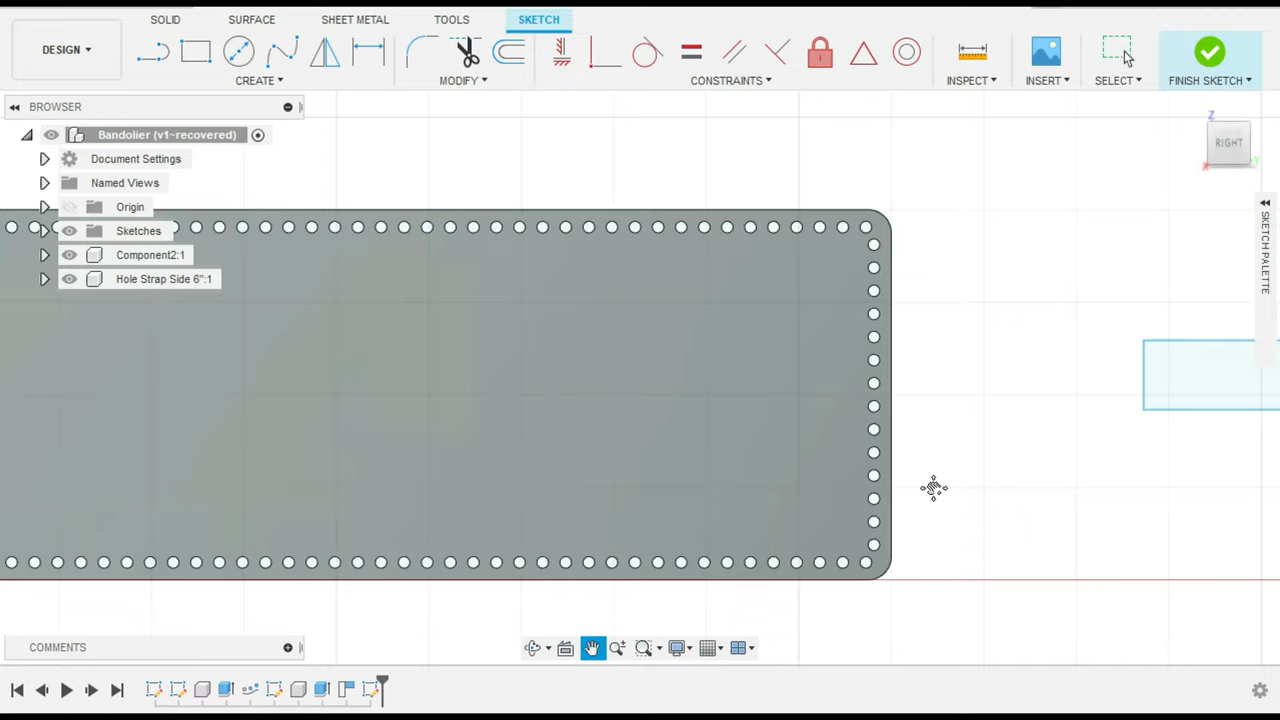 SOLID SURFACE SHEET METAL TOOLS SKETCH
DESIGN
CREATE MODIFY CONSTRAINTS INSPECT INSERT SELECT FINISH SKETCH
BROWSER
Bandolier (v1~recovered)
Document Settings
Named Views
Origin
Sketches
Component2:1
Hole Strap Side 6":1
Z
RIGHT
X
Y
SKETCH PALETTE
COMMENTS